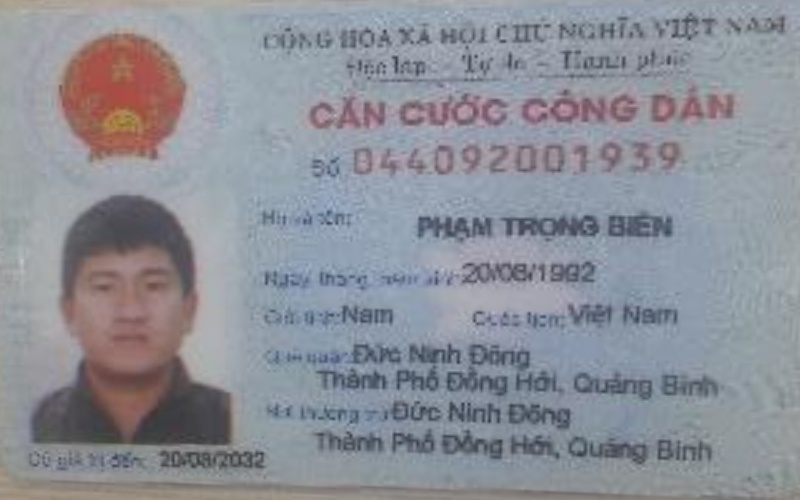 CỘNG HÒA XÃ HỘI CHỦ NGHĨA VIỆT NAM
Độc lập - Tự do - Hạnh phúc
CĂN CƯỚC CÔNG DÂN
Số 044092001939
Họ và tên: PHẠM TRỌNG BIÊN
Ngày, tháng, năm sinh: 20/08/1992
Giới tính: Nam Quốc tịch: Việt Nam
Quê quán: Đức Ninh Đông
Thành Phố Đồng Hới, Quảng Bình
Nơi thường trú: Đức Ninh Đông
Thành Phố Đồng Hới, Quảng Bình
Có giá trị đến: 20/08/2032